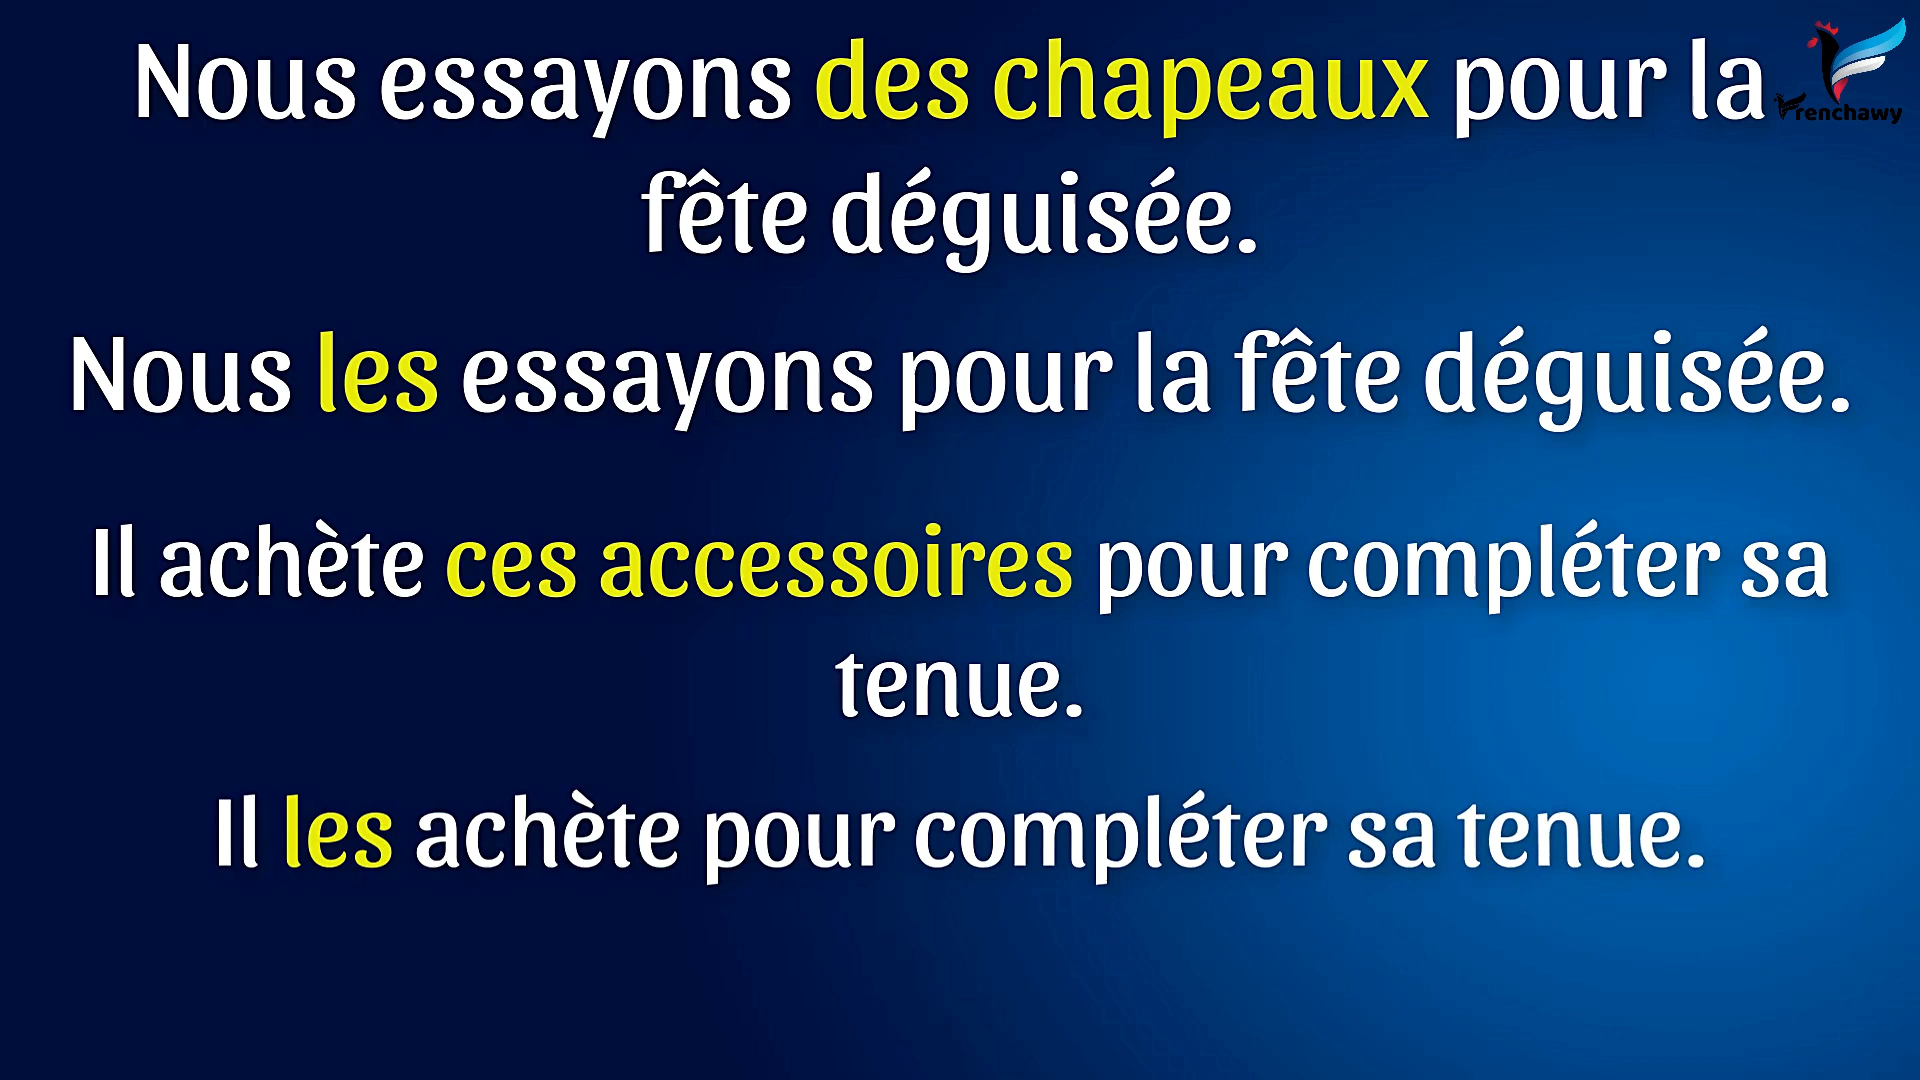 Nous essayons des chapeaux pour la
fête déguisée.
Nous les essayons pour la fête déguisée.
Il achète ces accessoires pour compléter sa
tenue.
Il les achète pour compléter sa tenue.
Frenchawy